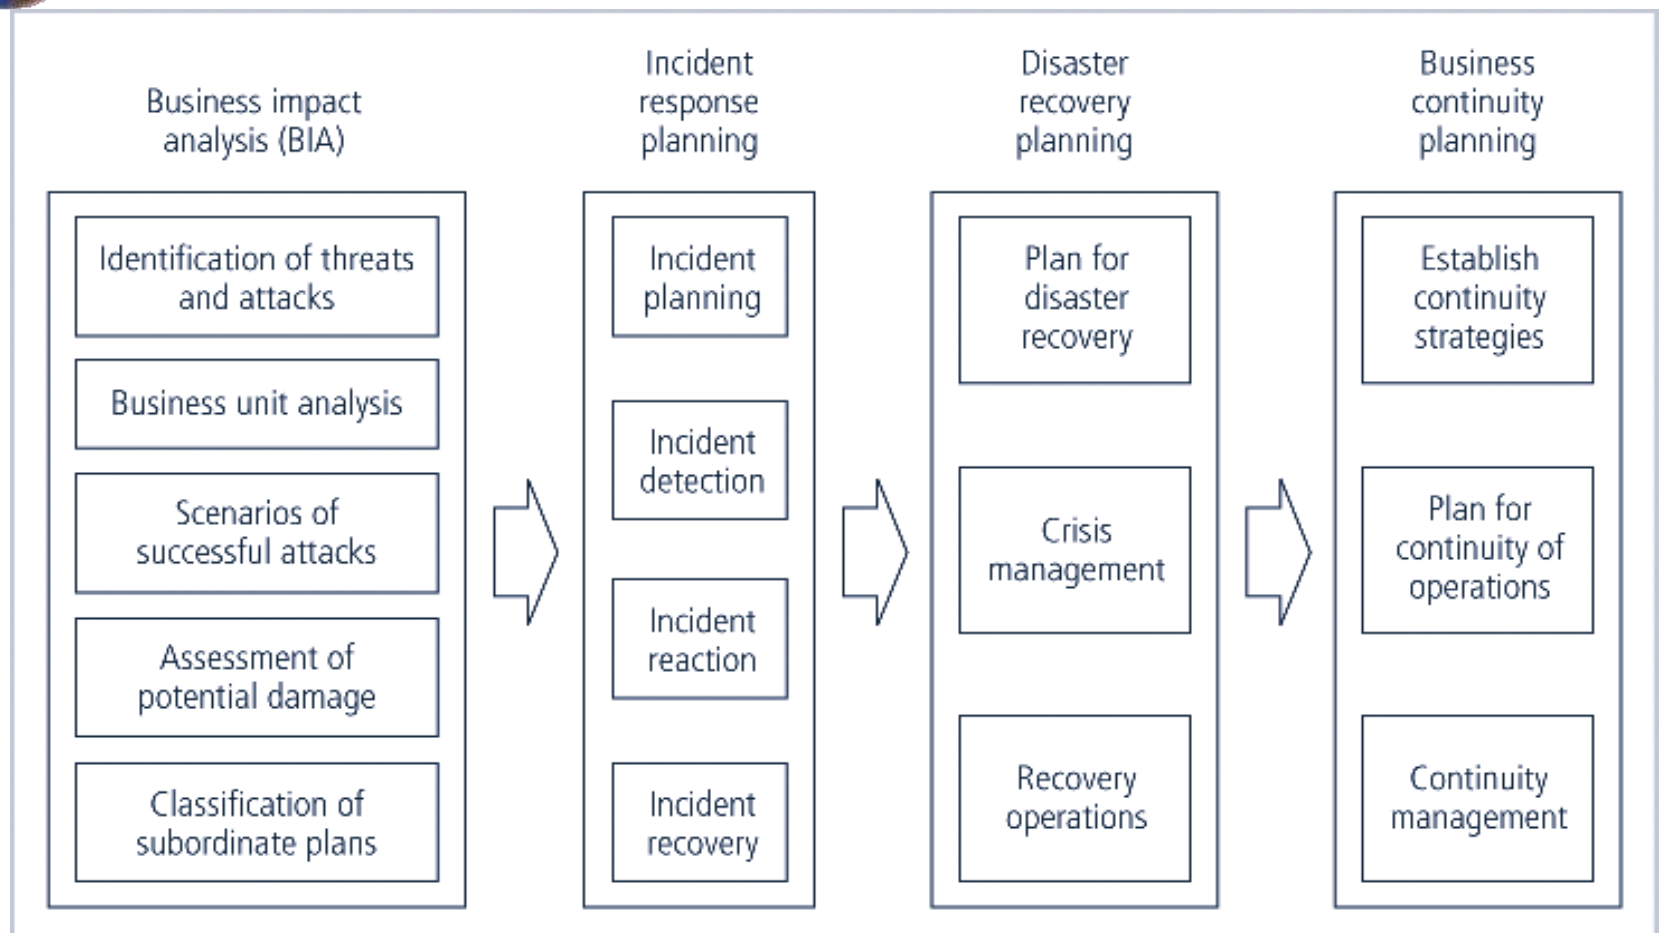 Business impact
analysis (BIA)
Identification of threats
and attacks
Business unit analysis
Scenarios of
successful attacks
Assessment of
potential damage
Classification of
subordinate plans
Incident
response
planning
Incident
planning
Incident
detection
Incident
reaction
Incident
recovery
Disaster
recovery
planning
Plan for
disaster
recovery
Crisis
management
Recovery
operations
Business
continuity
planning
Establish
continuity
strategies
Plan for
continuity of
operations
Continuity
management